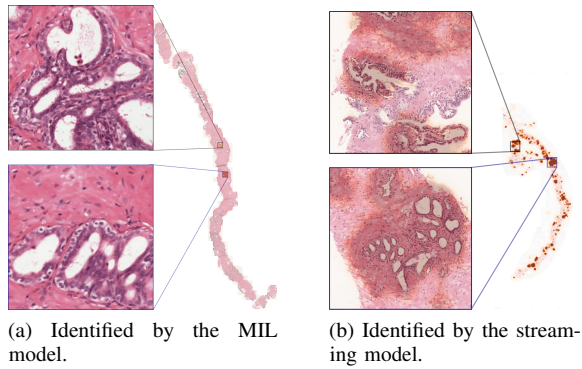 (a) Identified by the MIL
model.
(b) Identified by the stream-
ing model.